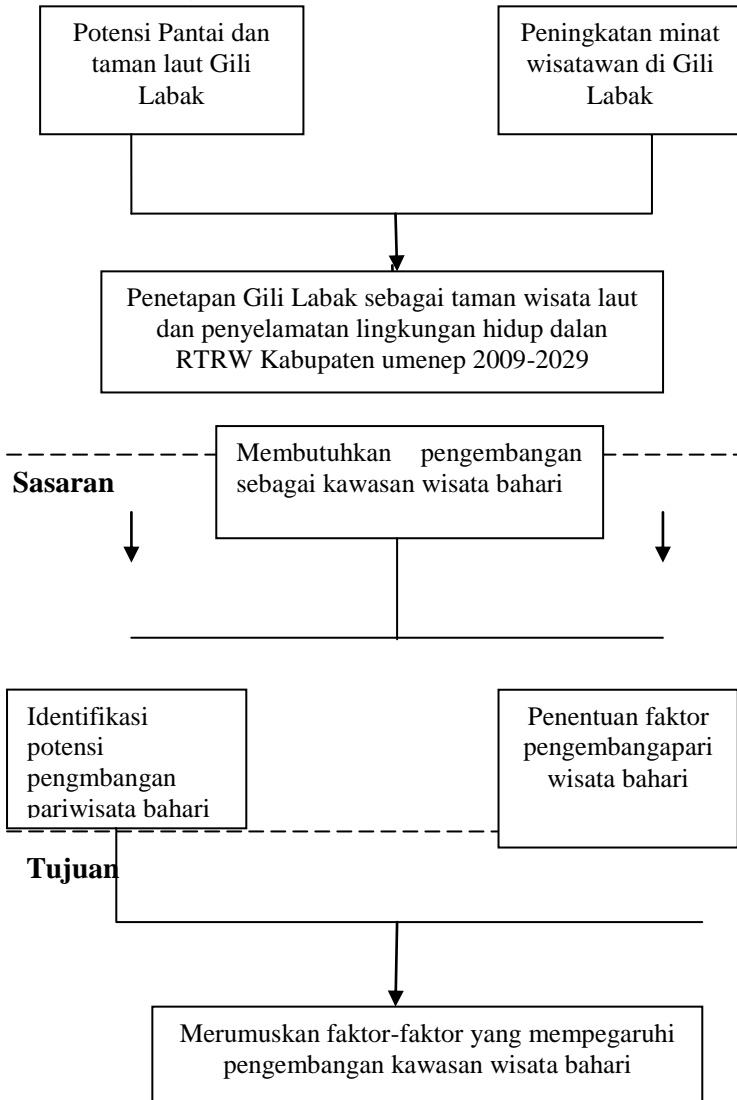 Potensi Pantai dan
taman laut Gili
Labak
Peningkatan minat
wisatawan di Gili
Labak
Penetapan Gili Labak sebagai taman wisata laut
dan penyelamatan lingkungan hidup dalan
RTRW Kabupaten umenep 2009-2029
Membutuhkan pengembangan
sebagai kawasan wisata bahari
Sasaran
Identifikasi
potensi
pengmbangan
pariwisata bahari
Penentuan faktor
pengembangapari
wisata bahari
Tujuan
Merumuskan faktor-faktor yang mempegaruhi
pengembangan kawasan wisata bahari